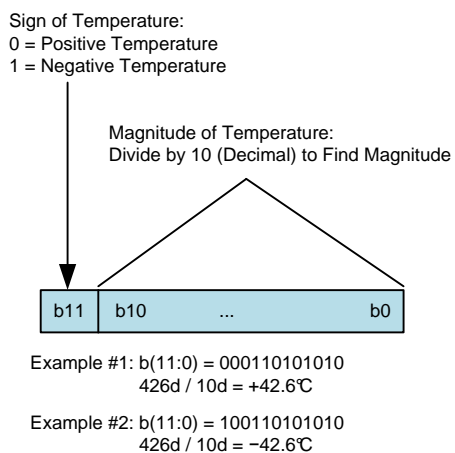 Sign of Temperature:
0 = Positive Temperature
1 = Negative Temperature
Magnitude of Temperature:
Divide by 10 (Decimal) to Find Magnitude
b11 b10 ... b0
Example #1: b(11:0) = 000110101010
426d / 10d = +42.6°C
Example #2: b(11:0) = 100110101010
426d / 10d = −42.6°C